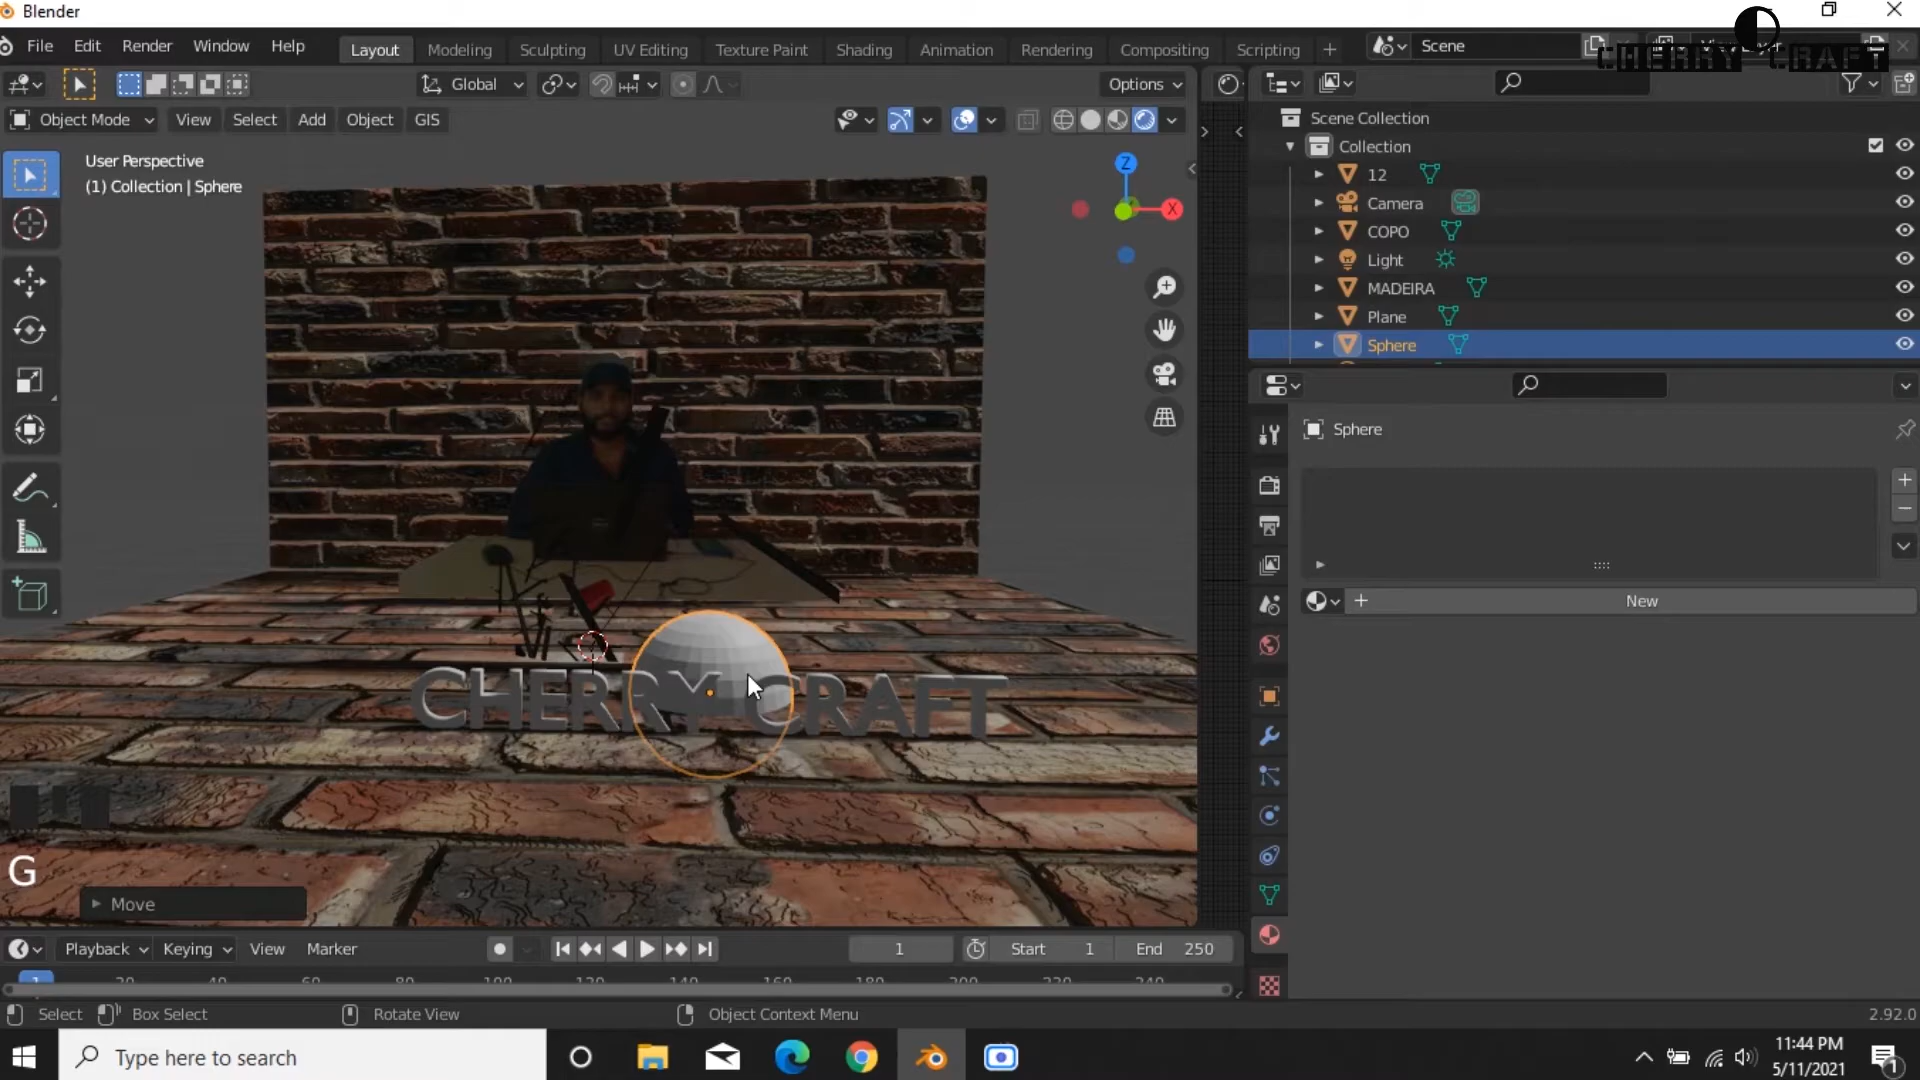 Blender
File Edit Render Window Help
Layout Modeling Sculpting UV Editing Texture Paint Shading Animation Rendering Compositing Scripting +
Scene
CHERRY CRAFT
Global
Options
Object Mode View Select Add Object GIS
User Perspective
(1) Collection | Sphere
Z
X
Scene Collection
Collection
12
Camera
COPO
Light
MADEIRA
Plane
Sphere
Sphere
New
CHERRY CRAFT
G
Move
Playback Keying View Marker
1
Start 1
End 250
1
Select Box Select Rotate View Object Context Menu
2.92.0
Type here to search
11:44 PM
5/11/2021
1